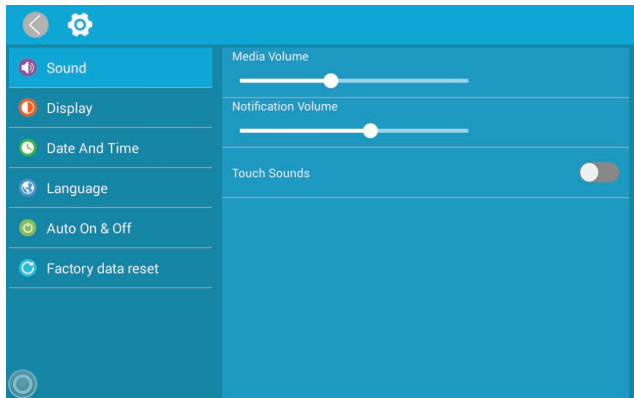 Sound
Display
Date And Time
Language
Auto On & Off
Factory data reset
Media Volume
Notification Volume
Touch Sounds